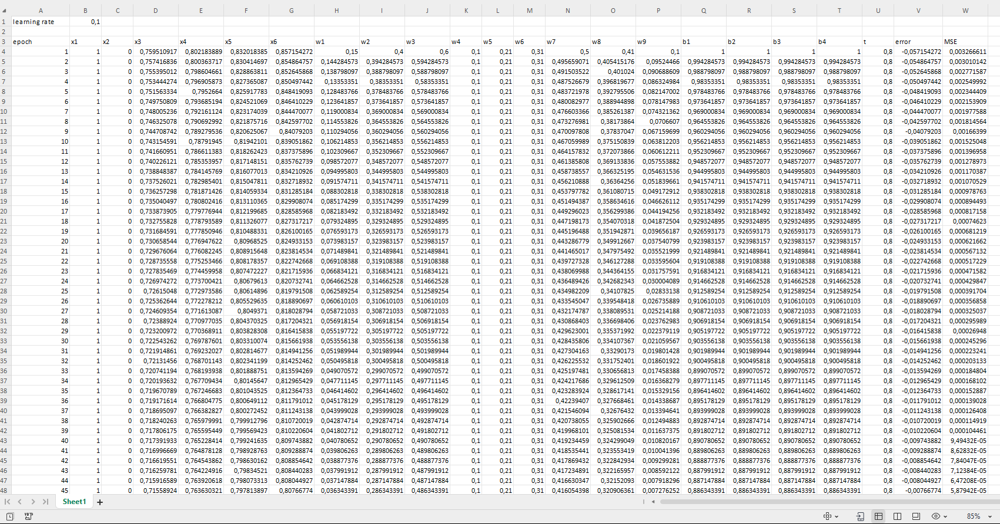 A B C D E F G H I J K L M N O P Q R S T U V W
1 learning rate 0,1
2
3 epoch x1 x2 x3 x4 x5 x6 w1 w2 w3 w4 w5 w6 w7 w8 w9 b1 b2 b3 b4 t error MSE
4 1 1 0 0,759510917 0,802183889 0,832018385 0,857154272 0,15 0,4 0,6 0,1 0,21 0,31 0,5 0,41 0,1 1 1 1 1 0,8 -0,057154272 0,003266611
5 2 1 0 0,757416836 0,800363717 0,830414697 0,854864757 0,144284573 0,394284573 0,594284573 0,1 0,21 0,31 0,495659071 0,405415176 0,09524466 0,994284573 0,994284573 0,994284573 0,994284573 0,8 -0,054864757 0,003010142
6 3 1 0 0,755395012 0,798604661 0,828863811 0,852645868 0,138798097 0,388798097 0,588798097 0,1 0,21 0,31 0,491503522 0,401024 0,090688609 0,988798097 0,988798097 0,988798097 0,988798097 0,8 -0,052645868 0,002771587
7 4 1 0 0,753444274 0,796905873 0,827365087 0,850497442 0,13353351 0,38353351 0,58353351 0,1 0,21 0,31 0,487526679 0,396819677 0,086324984 0,98353351 0,98353351 0,98353351 0,98353351 0,8 -0,050497442 0,002549992
8 5 1 0 0,751563334 0,7952664 0,825917783 0,848419093 0,128483766 0,378483766 0,578483766 0,1 0,21 0,31 0,483721978 0,392795506 0,082147002 0,978483766 0,978483766 0,978483766 0,978483766 0,8 -0,048419093 0,002344409
9 6 1 0 0,749750809 0,793685194 0,824521069 0,846410229 0,123641857 0,373641857 0,573641857 0,1 0,21 0,31 0,480082977 0,388944898 0,078147983 0,973641857 0,973641857 0,973641857 0,973641857 0,8 -0,046410229 0,002153909
10 7 1 0 0,748005236 0,792161124 0,823174039 0,844470077 0,119000834 0,369000834 0,569000834 0,1 0,21 0,31 0,476603366 0,385261387 0,074321362 0,969000834 0,969000834 0,969000834 0,969000834 0,8 -0,044470077 0,001977588
11 8 1 0 0,746325078 0,790692992 0,821875716 0,842597702 0,114553826 0,364553826 0,564553826 0,1 0,21 0,31 0,473276981 0,38173864 0,0706607 0,964553826 0,964553826 0,964553826 0,964553826 0,8 -0,042597702 0,001814564
12 9 1 0 0,744708742 0,789279536 0,820625067 0,84079203 0,110294056 0,360294056 0,560294056 0,1 0,21 0,31 0,470097808 0,37837047 0,067159699 0,960294056 0,960294056 0,960294056 0,960294056 0,8 -0,04079203 0,00166399
13 10 1 0 0,743154591 0,78791945 0,81942101 0,839051862 0,106214853 0,356214853 0,556214853 0,1 0,21 0,31 0,467059989 0,375150839 0,063812203 0,956214853 0,956214853 0,956214853 0,956214853 0,8 -0,039051862 0,001525048
14 11 1 0 0,741660951 0,786611383 0,818262423 0,837375896 0,102309667 0,352309667 0,552309667 0,1 0,21 0,31 0,464157832 0,372073866 0,060612211 0,952309667 0,952309667 0,952309667 0,952309667 0,8 -0,037375896 0,001396958
15 12 1 0 0,740226121 0,785353957 0,817148151 0,835762739 0,098572077 0,348572077 0,548572077 0,1 0,21 0,31 0,461385808 0,369133836 0,057553882 0,948572077 0,948572077 0,948572077 0,948572077 0,8 -0,035762739 0,001278973
16 13 1 0 0,738848387 0,784145769 0,816077013 0,834210926 0,094995803 0,344995803 0,544995803 0,1 0,21 0,31 0,458738557 0,366325195 0,054631536 0,944995803 0,944995803 0,944995803 0,944995803 0,8 -0,034210926 0,001170387
17 14 1 0 0,737526021 0,782985401 0,815047811 0,832718932 0,091574711 0,341574711 0,541574711 0,1 0,21 0,31 0,456210888 0,36364256 0,051839661 0,941574711 0,941574711 0,941574711 0,941574711 0,8 -0,032718932 0,001070529
18 15 1 0 0,736257298 0,781871426 0,814059334 0,831285184 0,088302818 0,338302818 0,538302818 0,1 0,21 0,31 0,453797782 0,361080715 0,049172912 0,938302818 0,938302818 0,938302818 0,938302818 0,8 -0,031285184 0,000978763
19 16 1 0 0,735040497 0,780802416 0,813110365 0,829908074 0,085174299 0,335174299 0,535174299 0,1 0,21 0,31 0,451494387 0,358634616 0,046626112 0,935174299 0,935174299 0,935174299 0,935174299 0,8 -0,029908074 0,000894493
20 17 1 0 0,733873905 0,779776944 0,812199685 0,828585968 0,082183492 0,332183492 0,532183492 0,1 0,21 0,31 0,449296023 0,356299386 0,044194256 0,932183492 0,932183492 0,932183492 0,932183492 0,8 -0,028585968 0,000817158
21 18 1 0 0,732755828 0,778793589 0,811326077 0,827317217 0,079324895 0,329324895 0,529324895 0,1 0,21 0,31 0,447198173 0,354070318 0,041872504 0,929324895 0,929324895 0,929324895 0,929324895 0,8 -0,027317217 0,00074623
22 19 1 0 0,731684591 0,777850946 0,810488331 0,826100165 0,076593173 0,326593173 0,526593173 0,1 0,21 0,31 0,445196488 0,351942871 0,039656187 0,926593173 0,926593173 0,926593173 0,926593173 0,8 -0,026100165 0,000681219
23 20 1 0 0,730658544 0,776947622 0,80968525 0,824933153 0,073983157 0,323983157 0,523983157 0,1 0,21 0,31 0,443286779 0,349912667 0,037540799 0,923983157 0,923983157 0,923983157 0,923983157 0,8 -0,024933153 0,000621662
24 21 1 0 0,729676064 0,776082245 0,808915648 0,823814534 0,071489841 0,321489841 0,521489841 0,1 0,21 0,31 0,441465017 0,347975492 0,035521999 0,921489841 0,921489841 0,921489841 0,921489841 0,8 -0,023814534 0,000567132
25 22 1 0 0,728735558 0,775253466 0,808178357 0,822742668 0,069108388 0,319108388 0,519108388 0,1 0,21 0,31 0,439727328 0,346127288 0,033595604 0,919108388 0,919108388 0,919108388 0,919108388 0,8 -0,022742668 0,000517229
26 23 1 0 0,727835469 0,774459958 0,807472227 0,821715936 0,066834121 0,316834121 0,516834121 0,1 0,21 0,31 0,438069988 0,344364155 0,031757591 0,916834121 0,916834121 0,916834121 0,916834121 0,8 -0,021715936 0,000471582
27 24 1 0 0,726974272 0,773700421 0,80679613 0,820732741 0,064662528 0,314662528 0,514662528 0,1 0,21 0,31 0,436489426 0,342682343 0,030004089 0,914662528 0,914662528 0,914662528 0,914662528 0,8 -0,020732741 0,000429847
28 25 1 0 0,72615048 0,772973586 0,80614896 0,819791508 0,062589254 0,312589254 0,512589254 0,1 0,21 0,31 0,434982209 0,34107825 0,02833138 0,912589254 0,912589254 0,912589254 0,912589254 0,8 -0,019791508 0,000391704
29 26 1 0 0,725362644 0,772278212 0,805529635 0,818890697 0,060610103 0,310610103 0,510610103 0,1 0,21 0,31 0,433545047 0,339548418 0,026735889 0,910610103 0,910610103 0,910610103 0,910610103 0,8 -0,018890697 0,000356858
30 27 1 0 0,724609354 0,771613087 0,8049371 0,818028794 0,058721033 0,308721033 0,508721033 0,1 0,21 0,31 0,432174787 0,338089531 0,025214188 0,908721033 0,908721033 0,908721033 0,908721033 0,8 -0,018028794 0,000325037
31 28 1 0 0,72388924 0,770977035 0,804370325 0,817204321 0,056918154 0,306918154 0,506918154 0,1 0,21 0,31 0,430868403 0,336698406 0,023762983 0,906918154 0,906918154 0,906918154 0,906918154 0,8 -0,017204321 0,000295989
32 29 1 0 0,723200972 0,770368911 0,803828308 0,816415838 0,055197722 0,305197722 0,505197722 0,1 0,21 0,31 0,429623001 0,335371992 0,022379119 0,905197722 0,905197722 0,905197722 0,905197722 0,8 -0,016415838 0,00026948
33 30 1 0 0,722543262 0,769787601 0,803310074 0,815661938 0,053556138 0,303556138 0,503556138 0,1 0,21 0,31 0,428435806 0,334107367 0,021059567 0,903556138 0,903556138 0,903556138 0,903556138 0,8 -0,015661938 0,000245296
34 31 1 0 0,721914861 0,769232027 0,802814677 0,814941256 0,051989944 0,301989944 0,501989944 0,1 0,21 0,31 0,427304163 0,33290173 0,019801428 0,901989944 0,901989944 0,901989944 0,901989944 0,8 -0,014941256 0,000223241
35 32 1 0 0,72131456 0,768701143 0,802341199 0,814252462 0,050495818 0,300495818 0,500495818 0,1 0,21 0,31 0,426225532 0,331752401 0,018601922 0,900495818 0,900495818 0,900495818 0,900495818 0,8 -0,014252462 0,000203133
36 33 1 0 0,720741194 0,768193938 0,801888751 0,813594269 0,049070572 0,299070572 0,499070572 0,1 0,21 0,31 0,425197481 0,330656813 0,017458388 0,899070572 0,899070572 0,899070572 0,899070572 0,8 -0,013594269 0,000184804
37 34 1 0 0,720193632 0,767709434 0,80145647 0,812965429 0,047711145 0,297711145 0,497711145 0,1 0,21 0,31 0,424217686 0,329612509 0,016368279 0,897711145 0,897711145 0,897711145 0,897711145 0,8 -0,012965429 0,000168102
38 35 1 0 0,719670789 0,767246683 0,801043525 0,812364733 0,046414602 0,296414602 0,496414602 0,1 0,21 0,31 0,423283924 0,328617141 0,015329156 0,896414602 0,896414602 0,896414602 0,896414602 0,8 -0,012364733 0,000152887
39 36 1 0 0,719171614 0,766804775 0,800649112 0,811791012 0,045178129 0,295178129 0,495178129 0,1 0,21 0,31 0,42239407 0,327668461 0,014338687 0,895178129 0,895178129 0,895178129 0,895178129 0,8 -0,011791012 0,000139028
40 37 1 0 0,718695097 0,766382827 0,800272452 0,811243138 0,043999028 0,293999028 0,493999028 0,1 0,21 0,31 0,421546094 0,32676432 0,013394641 0,893999028 0,893999028 0,893999028 0,893999028 0,8 -0,011243138 0,000126408
41 38 1 0 0,718240263 0,765979991 0,799912796 0,810720019 0,042874714 0,292874714 0,492874714 0,1 0,21 0,31 0,420738055 0,325902666 0,012494883 0,892874714 0,892874714 0,892874714 0,892874714 0,8 -0,010720019 0,000114919
42 39 1 0 0,717806175 0,765595449 0,799569423 0,810220604 0,041802712 0,291802712 0,491802712 0,1 0,21 0,31 0,419968101 0,325081534 0,011637375 0,891802712 0,891802712 0,891802712 0,891802712 0,8 -0,010220604 0,000104461
43 40 1 0 0,717391933 0,765228414 0,799241635 0,809743882 0,040780652 0,290780652 0,490780652 0,1 0,21 0,31 0,419234459 0,324299049 0,010820167 0,890780652 0,890780652 0,890780652 0,890780652 0,8 -0,009743882 9,49432E-05
44 41 1 0 0,716996669 0,764878128 0,798928763 0,809288874 0,039806263 0,289806263 0,489806263 0,1 0,21 0,31 0,418535441 0,323553419 0,010041396 0,889806263 0,889806263 0,889806263 0,889806263 0,8 -0,009288874 8,62832E-05
45 42 1 0 0,716619551 0,764543862 0,798630162 0,808854642 0,038877376 0,288877376 0,488877376 0,1 0,21 0,31 0,417869432 0,322842934 0,009299281 0,888877376 0,888877376 0,888877376 0,888877376 0,8 -0,008854642 7,84047E-05
46 43 1 0 0,716259781 0,764224916 0,79834521 0,808440283 0,037991912 0,287991912 0,487991912 0,1 0,21 0,31 0,417234891 0,322165957 0,008592122 0,887991912 0,887991912 0,887991912 0,887991912 0,8 -0,008440283 7,12384E-05
47 44 1 0 0,715916589 0,763920618 0,798073313 0,808044927 0,037147884 0,287147884 0,487147884 0,1 0,21 0,31 0,416630347 0,32152093 0,007918296 0,887147884 0,887147884 0,887147884 0,887147884 0,8 -0,008044927 6,47208E-05
48 45 1 0 0,71558924 0,763630321 0,797813897 0,80766774 0,036343391 0,286343391 0,486343391 0,1 0,21 0,31 0,416054398 0,320906361 0,007276252 0,886343391 0,886343391 0,886343391 0,886343391 0,8 -0,00766774 5,87942E-05
Sheet1
85%